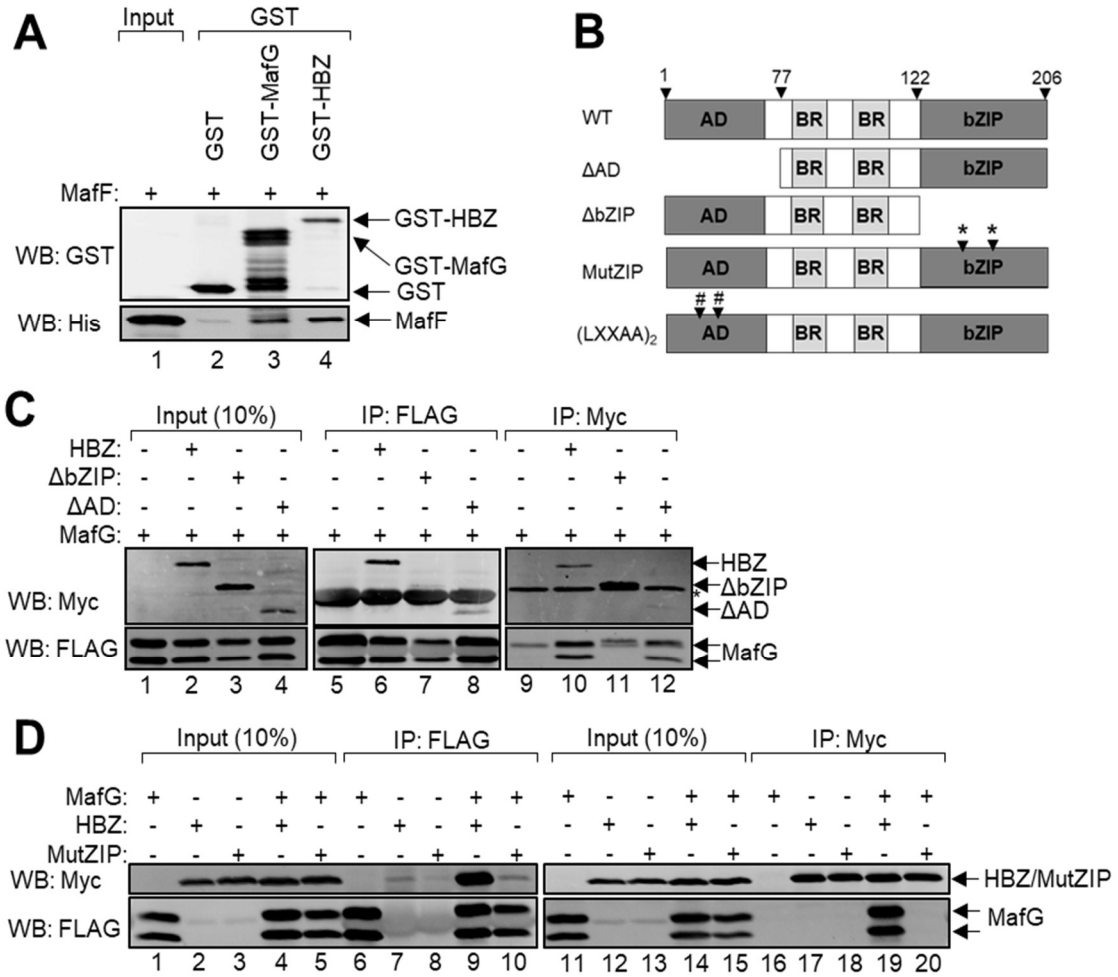 A
Input GST
GST
GST-MafG
GST-HBZ
MafF: + + + +
WB: GST
GST-HBZ
GST-MafG
GST
WB: His
MafF
1 2 3 4
B
1 77 122 206
WT AD BR BR bZIP
ΔAD BR BR bZIP
ΔbZIP AD BR BR
* *
MutZIP AD BR BR bZIP
# #
(LXXAA)2 AD BR BR bZIP
C
Input (10%) IP: FLAG IP: Myc
HBZ: - + - - - + - - - + - -
ΔbZIP: - - + - - - + - - - + -
ΔAD: - - - + - - - + - - - +
MafG: + + + + + + + + + + + +
WB: Myc
HBZ
ΔbZIP
*
ΔAD
WB: FLAG
MafG
1 2 3 4 5 6 7 8 9 10 11 12
D
Input (10%) IP: FLAG Input (10%) IP: Myc
MafG: + - - + + + - - + + + - - + + + - - + +
HBZ: - + - + - - + - + - - + - + - - + - + -
MutZIP: - - + - + - - + - + - - + - + - - + - +
WB: Myc
HBZ/MutZIP
WB: FLAG
MafG
1 2 3 4 5 6 7 8 9 10 11 12 13 14 15 16 17 18 19 20